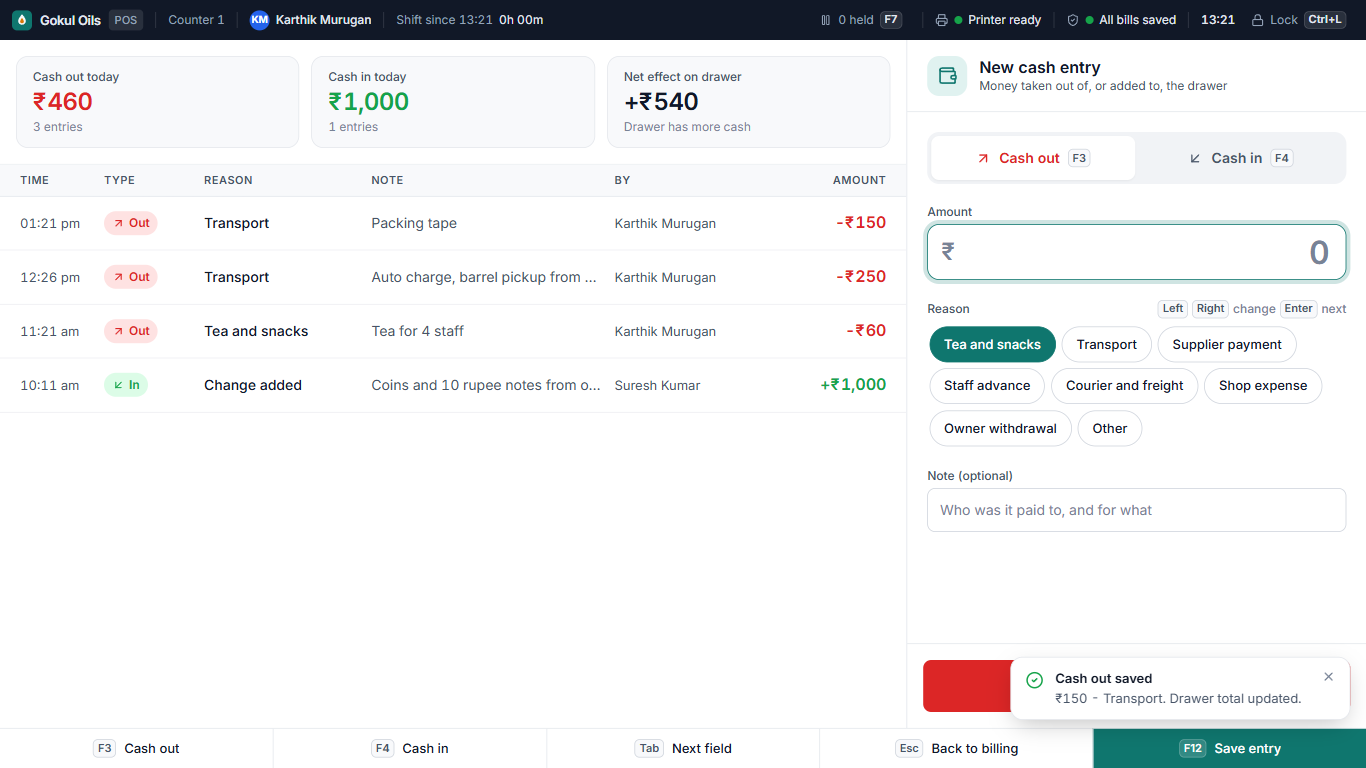 Gokul Oils POS Counter 1 KM Karthik Murugan Shift since 13:21 0h 00m 0 held F7 Printer ready All bills saved 13:21 Lock Ctrl+L
Cash out today
₹460
3 entries
Cash in today
₹1,000
1 entries
Net effect on drawer
+₹540
Drawer has more cash
TIME TYPE REASON NOTE BY AMOUNT
01:21 pm Out Transport Packing tape Karthik Murugan -₹150
12:26 pm Out Transport Auto charge, barrel pickup from ... Karthik Murugan -₹250
11:21 am Out Tea and snacks Tea for 4 staff Karthik Murugan -₹60
10:11 am In Change added Coins and 10 rupee notes from o... Suresh Kumar +₹1,000
New cash entry
Money taken out of, or added to, the drawer
Cash out F3 Cash in F4
Amount
₹ 0
Reason Left Right change Enter next
Tea and snacks Transport Supplier payment
Staff advance Courier and freight Shop expense
Owner withdrawal Other
Note (optional)
Who was it paid to, and for what
Cash out saved
₹150 - Transport. Drawer total updated.
F3 Cash out F4 Cash in Tab Next field Esc Back to billing F12 Save entry